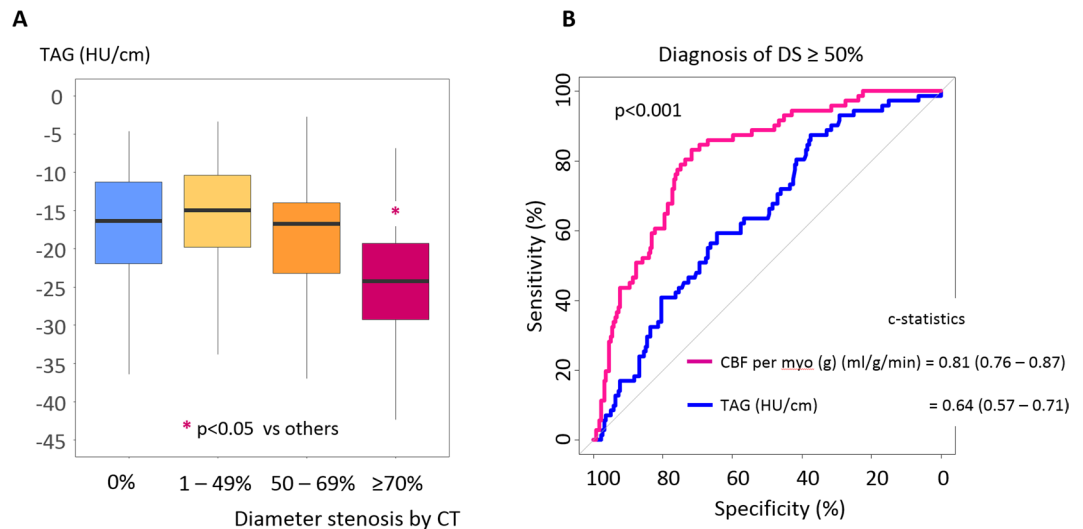 A
TAG (HU/cm)
0
-5
-10
-15
-20
-25
-30
-35
-40
-45
*
* p<0.05 vs others
0% 1 – 49% 50 – 69% ≥70%
Diameter stenosis by CT
B
Diagnosis of DS ≥ 50%
p<0.001
Sensitivity (%)
100
80
60
40
20
0
c-statistics
CBF per myo (g) (ml/g/min) = 0.81 (0.76 – 0.87)
TAG (HU/cm) = 0.64 (0.57 – 0.71)
100 80 60 40 20 0
Specificity (%)